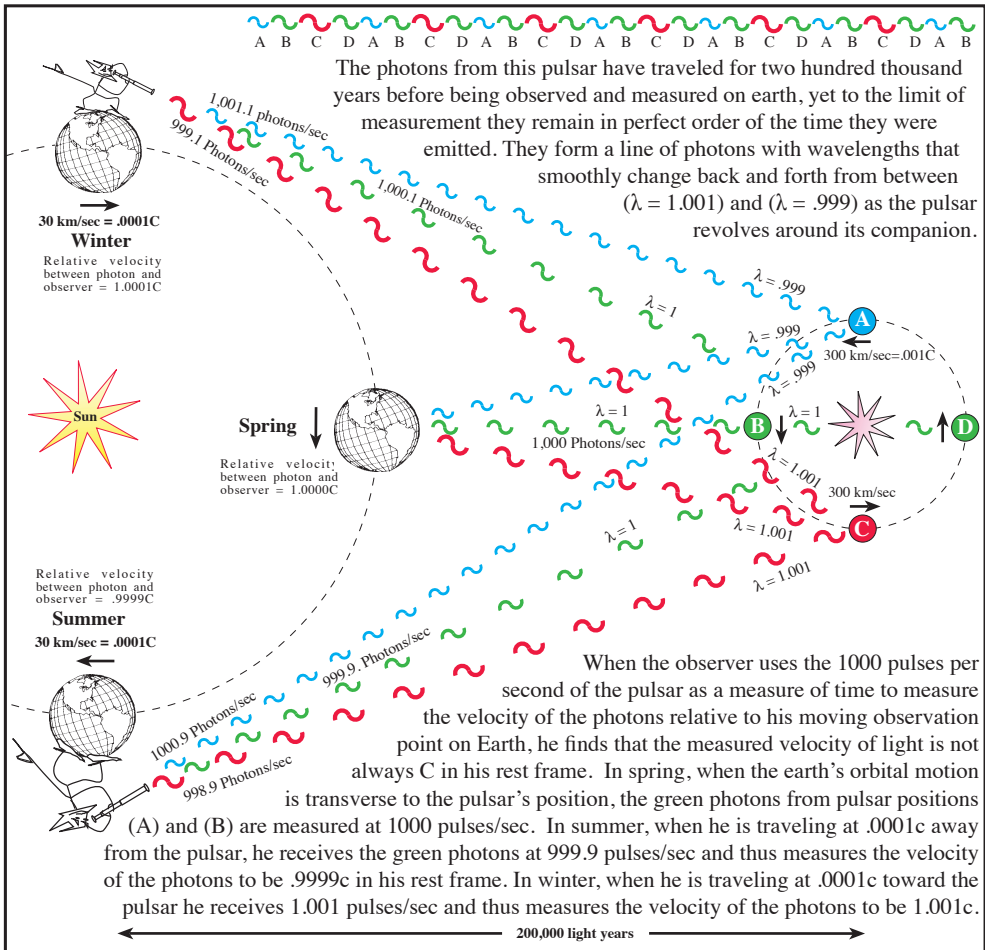 A B C D A B C D A B C D A B C D A B C D A B C D A B
The photons from this pulsar have traveled for two hundred thousand
years before being observed and measured on earth, yet to the limit of
measurement they remain in perfect order of the time they were
emitted. They form a line of photons with wavelengths that
smoothly change back and forth from between
(λ = 1.001) and (λ = .999) as the pulsar
revolves around its companion.
1,001.1 photons/sec
999.1 Photons/sec
1,000.1 Photons/sec
30 km/sec = .0001C
Winter
Relative velocity
between photon and
observer = 1.0001C
λ = .999
λ = 1
A
λ = .999
300 km/sec=.001C
λ = .999
Sun
Spring
λ = 1
B
λ = 1
D
1,000 Photons/sec
Relative velocity
between photon and
observer = 1.0000C
λ = 1.001
300 km/sec
C
λ = 1
λ = 1.001
λ = 1.001
Relative velocity
between photon and
observer = .9999C
Summer
30 km/sec = .0001C
999.9. Photons/sec
1000.9 Photons/sec
998.9 Photons/sec
When the observer uses the 1000 pulses per
second of the pulsar as a measure of time to measure
the velocity of the photons relative to his moving observation
point on Earth, he finds that the measured velocity of light is not
always C in his rest frame. In spring, when the earth's orbital motion
is transverse to the pulsar's position, the green photons from pulsar positions
(A) and (B) are measured at 1000 pulses/sec. In summer, when he is traveling at .0001c away
from the pulsar, he receives the green photons at 999.9 pulses/sec and thus measures the velocity
of the photons to be .9999c in his rest frame. In winter, when he is traveling at .0001c toward the
pulsar he receives 1.001 pulses/sec and thus measures the velocity of the photons to be 1.001c.
200,000 light years